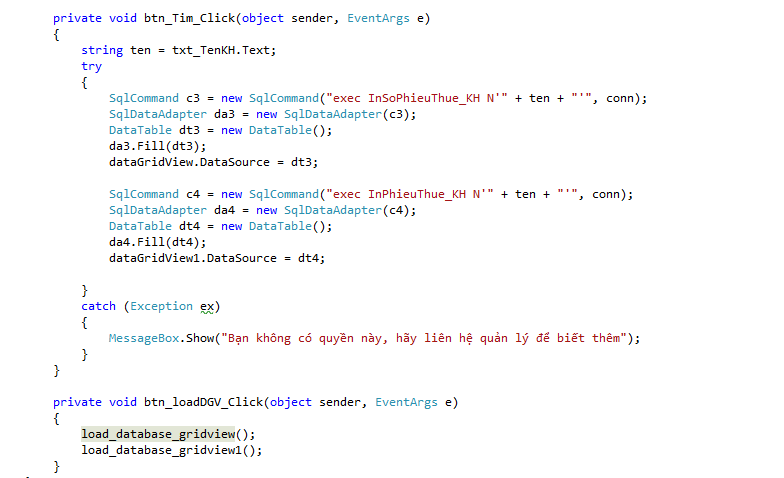 private void btn_Tim_Click(object sender, EventArgs e)
{
string ten = txt_TenKH.Text;
try
{
SqlCommand c3 = new SqlCommand("exec InSoPhieuThue_KH N'" + ten + "'", conn);
SqlDataAdapter da3 = new SqlDataAdapter(c3);
DataTable dt3 = new DataTable();
da3.Fill(dt3);
dataGridView.DataSource = dt3;
SqlCommand c4 = new SqlCommand("exec InPhieuThue_KH N'" + ten + "'", conn);
SqlDataAdapter da4 = new SqlDataAdapter(c4);
DataTable dt4 = new DataTable();
da4.Fill(dt4);
dataGridView1.DataSource = dt4;
}
catch (Exception ex)
{
MessageBox.Show("Bạn không có quyền này, hãy liên hệ quản lý để biết thêm");
}
}
private void btn_loadDGV_Click(object sender, EventArgs e)
{
load_database_gridview();
load_database_gridview1();
}